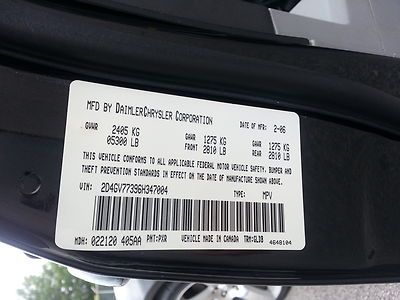 MFD BY DAIMLERCHRYSLER CORPORATION
DATE OF MFR: 2-06
GVWR 2405 KG GAWR 1275 KG GAWR 1275 KG
05300 LB FRONT 2810 LB REAR 2810 LB
THIS VEHICLE CONFORMS TO ALL APPLICABLE FEDERAL MOTOR VEHICLE SAFETY, BUMPER AND
THEFT PREVENTION STANDARDS IN EFFECT ON THE DATE OF MANUFACTURE SHOWN ABOVE.
VIN: 2D4GV77396H347004 TYPE: MPV
MDH: 022120 405AA PNT: PXR VEHICLE MADE IN CANADA TRM: GLDB
4648104